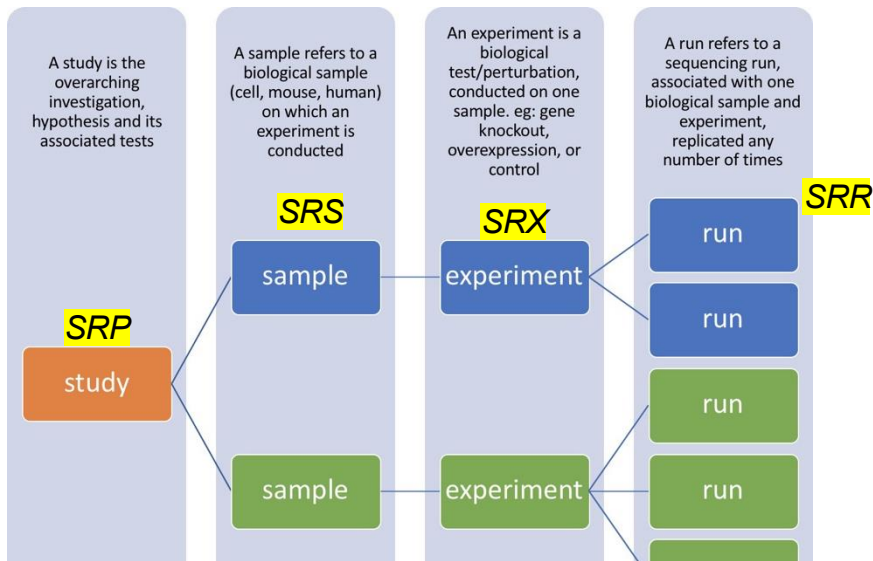 A study is the
overarching
investigation,
hypothesis and its
associated tests
A sample refers to a
biological sample
(cell, mouse, human)
on which an
experiment is
conducted
An experiment is a
biological
test/perturbation,
conducted on one
sample. eg: gene
knockout,
overexpression, or
control
A run refers to a
sequencing run,
associated with one
biological sample and
experiment,
replicated any
number of times
SRP
study
SRS
sample
sample
SRX
experiment
experiment
SRR
run
run
run
run